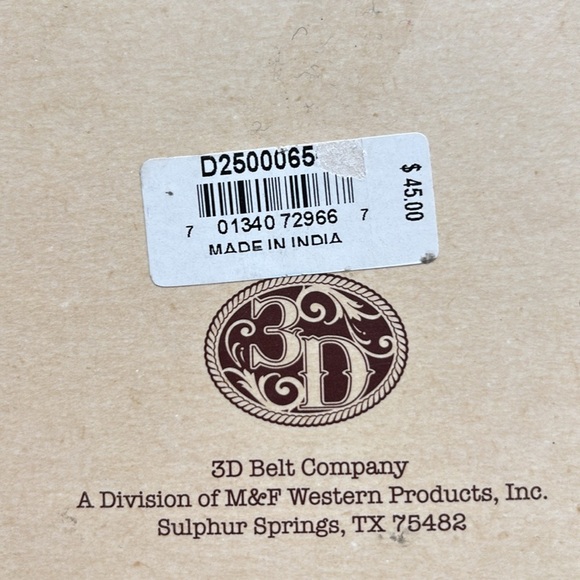 D2500065
$ 45.00
7 01340 72966 7
MADE IN INDIA
3D
3D Belt Company
A Division of M&F Western Products, Inc.
Sulphur Springs, TX 75482